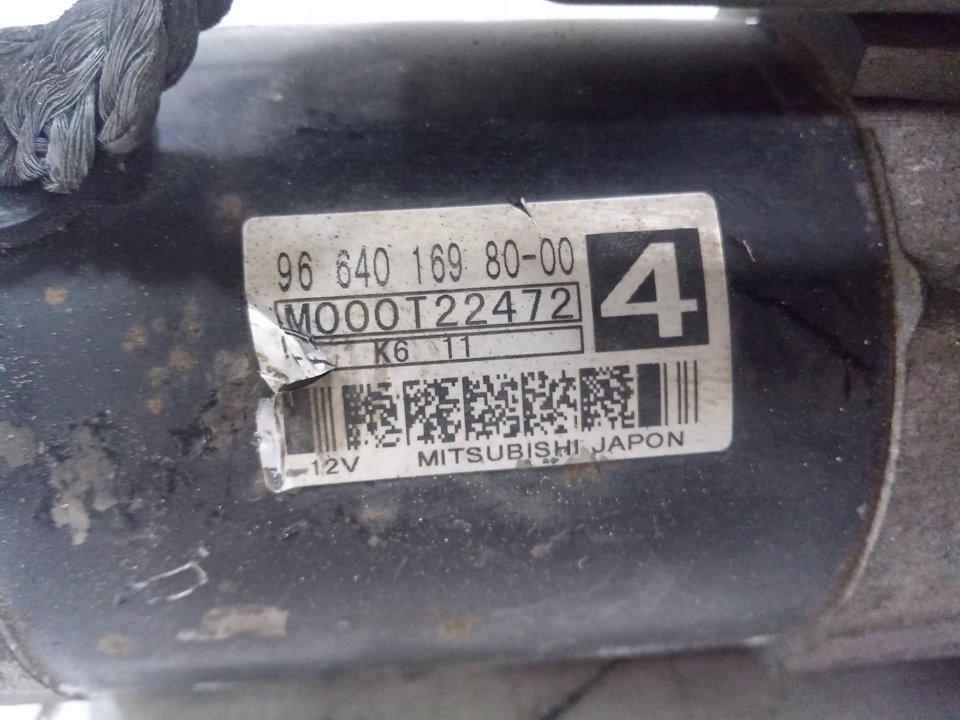 96 640 169 80-00
M000T22472
4
K6 11
12V MITSUBISHI JAPON